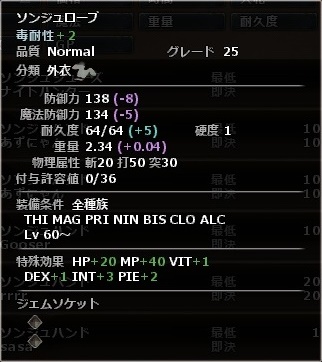 ソンジュローブ
毒耐性+2
品質 Normal グレード 25
分類 外衣
防御力 138 (-8)
魔法防御力 134 (-5)
耐久度 64/64 (+5) 硬度 1
重量 2.34 (+0.04)
物理属性 斬20 打50 突30
付与許容値 0/36
装備条件 全種族
THI MAG PRI NIN BIS CLO ALC
Lv 60~
特殊効果 HP+20 MP+40 VIT+1
DEX+1 INT+3 PIE+2
ジェムソケット